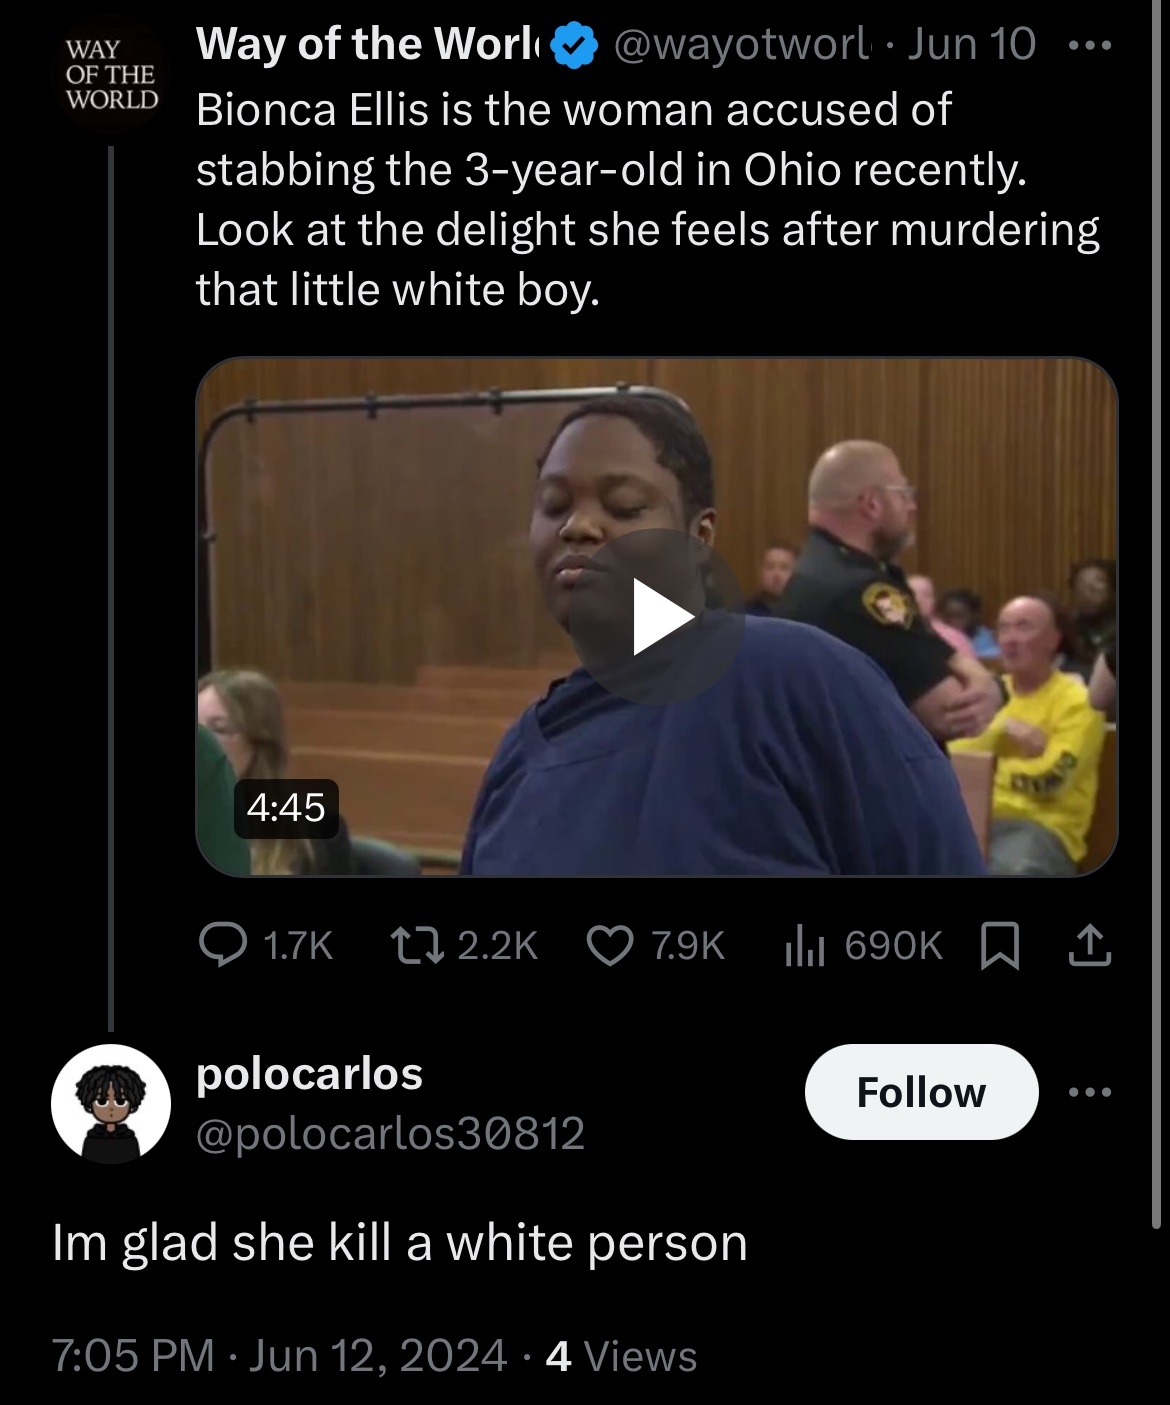 WAY
OF THE
WORLD
Way of the Worl @wayotworl · Jun 10
Bionca Ellis is the woman accused of
stabbing the 3-year-old in Ohio recently.
Look at the delight she feels after murdering
that little white boy.
4:45
1.7K 2.2K 7.9K 690K
polocarlos
Follow
@polocarlos30812
Im glad she kill a white person
7:05 PM · Jun 12, 2024 · 4 Views